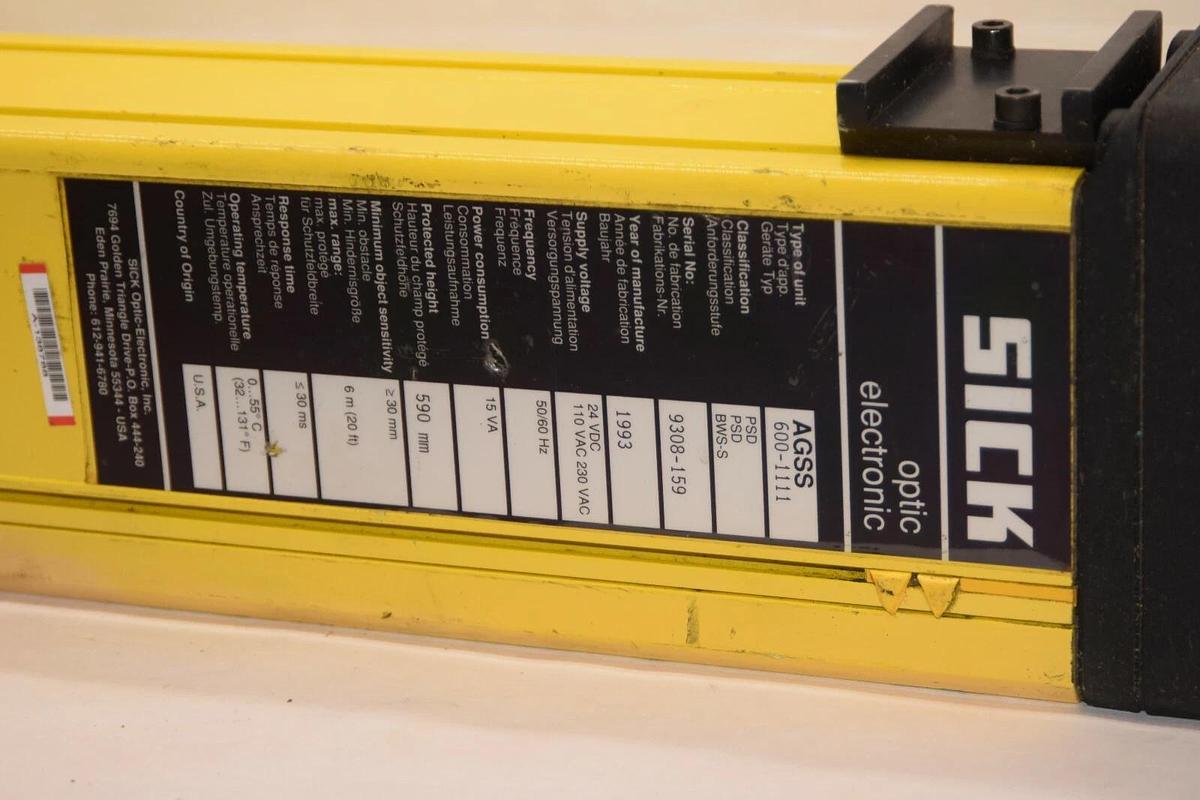 SICK
optic
electronic
Type of unit
Type d'app.
Geräte Typ
AGSS
600-1111
Classification
Classification
Anforderungsstufe
PSD
PSD
BWS-S
Serial No:
No. de fabrication
Fabrikations-Nr.
9308-159
Year of manufacture
Année de fabrication
Baujahr
1993
Supply voltage
Tension d'alimentation
Versorgungspannung
24 VDC
110 VAC 230 VAC
Frequency
Fréquence
Frequenz
50/60 Hz
Power consumption
Consommation
Leistungsaufnahme
15 VA
Protected height
Hauteur du champ protégé
Schutzfeldhöhe
590 mm
Minimum object sensitivity
Min. obstacle
Min. Hindernisgröße
≥ 30 mm
max. range:
max. protégé
für Schutzfeldbreite
6 m (20 ft)
Response time
Temps de réponse
Ansprechzeit
≤ 30 ms
Operating temperature
Température operationelle
Zul. Umgebungstemp.
0...55° C
(32...131° F)
Country of Origin
U.S.A.
SICK Optic-Electronic, Inc.
7694 Golden Triangle Drive-P.O. Box 444-240
Eden Prairie, Minnesota 55344 - USA
Phone: 612-941-6780